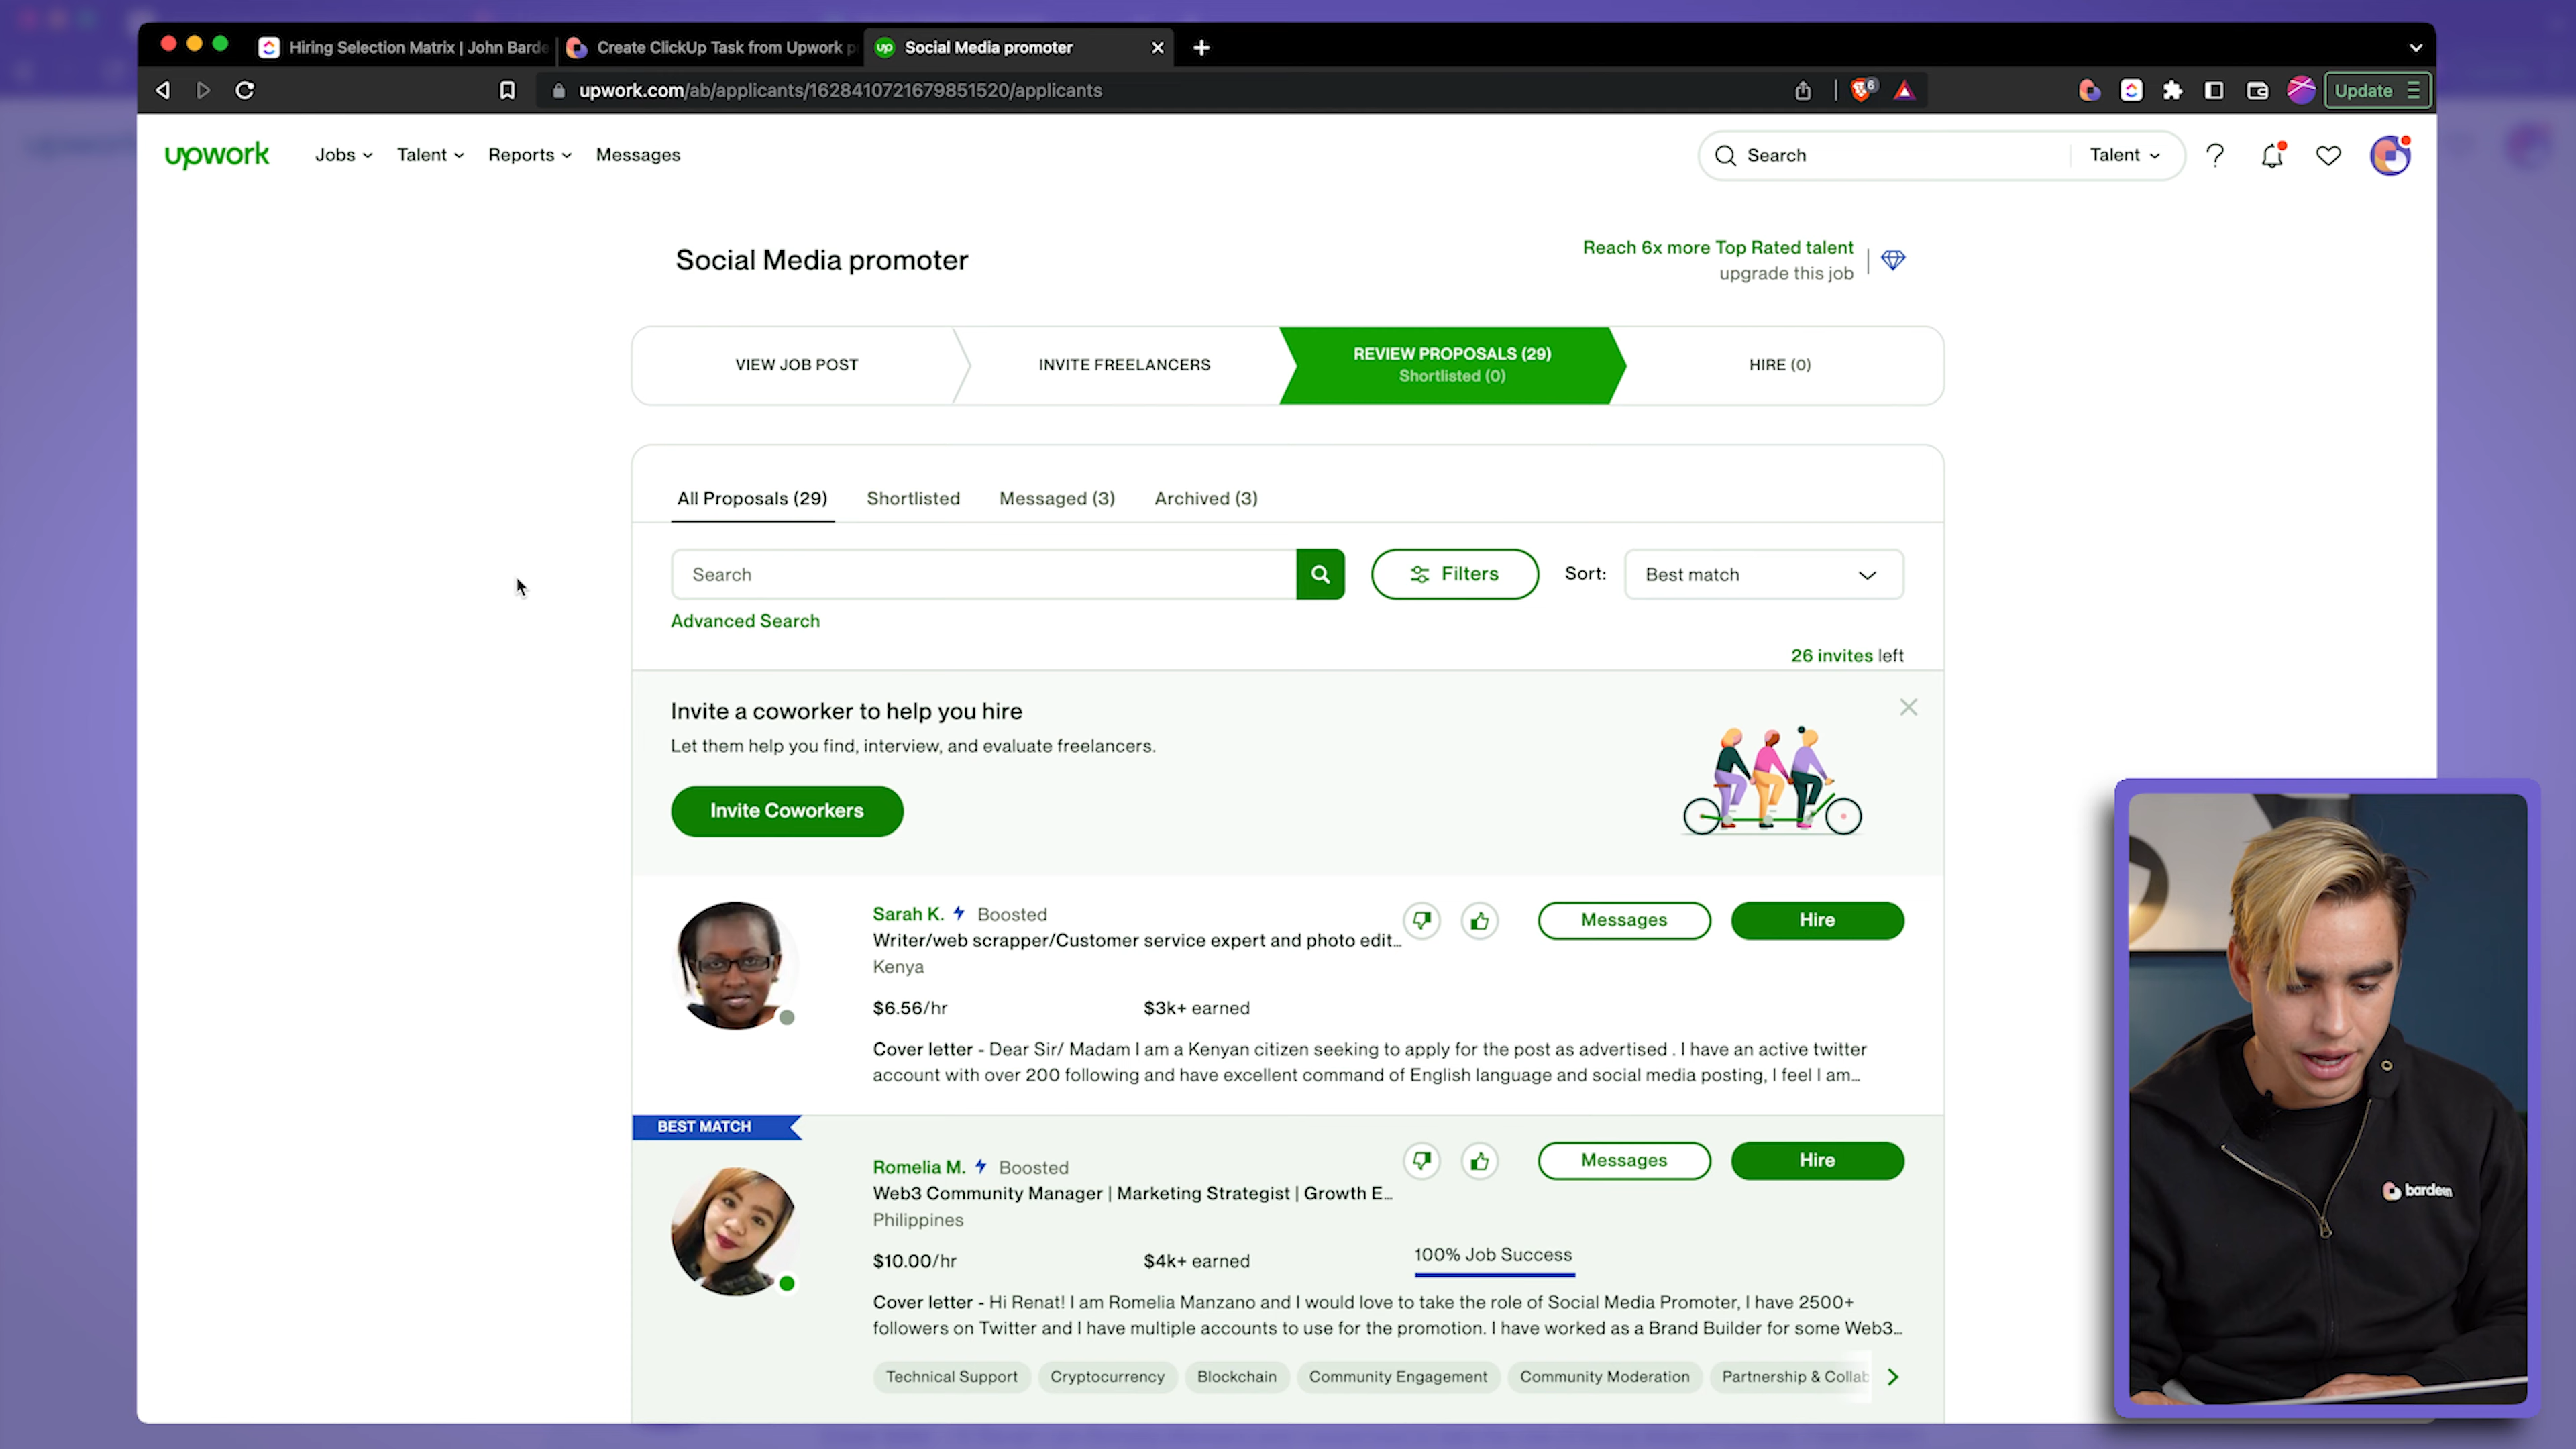 Hiring Selection Matrix | John Barde
Create ClickUp Task from Upwork p
Social Media promoter
upwork.com/ab/applicants/1628410721679851520/applicants
6
Update
upwork
Jobs
Talent
Reports
Messages
Search
Talent
Social Media promoter
Reach 6x more Top Rated talent
upgrade this job
VIEW JOB POST
INVITE FREELANCERS
REVIEW PROPOSALS (29)
Shortlisted (0)
HIRE (0)
All Proposals (29)
Shortlisted
Messaged (3)
Archived (3)
Search
Filters
Sort:
Best match
Advanced Search
26 invites left
Invite a coworker to help you hire
Let them help you find, interview, and evaluate freelancers.
Invite Coworkers
Sarah K. Boosted
Messages
Hire
Writer/web scrapper/Customer service expert and photo edit...
Kenya
$6.56/hr
$3k+ earned
Cover letter - Dear Sir/ Madam I am a Kenyan citizen seeking to apply for the post as advertised . I have an active twitter
account with over 200 following and have excellent command of English language and social media posting, I feel I am...
BEST MATCH
Romelia M. Boosted
Messages
Hire
Web3 Community Manager | Marketing Strategist | Growth E...
Philippines
$10.00/hr
$4k+ earned
100% Job Success
Cover letter - Hi Renat! I am Romelia Manzano and I would love to take the role of Social Media Promoter, I have 2500+
followers on Twitter and I have multiple accounts to use for the promotion. I have worked as a Brand Builder for some Web3...
Technical Support
Cryptocurrency
Blockchain
Community Engagement
Community Moderation
Partnership & Collab
bardeen